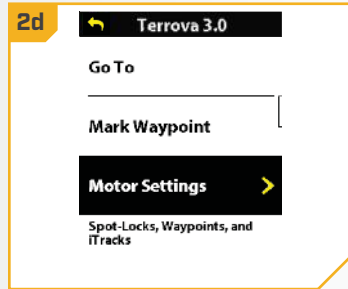 2d
Terrova 3.0
Go To
Mark Waypoint
Motor Settings
Spot-Locks, Waypoints, and
iTracks